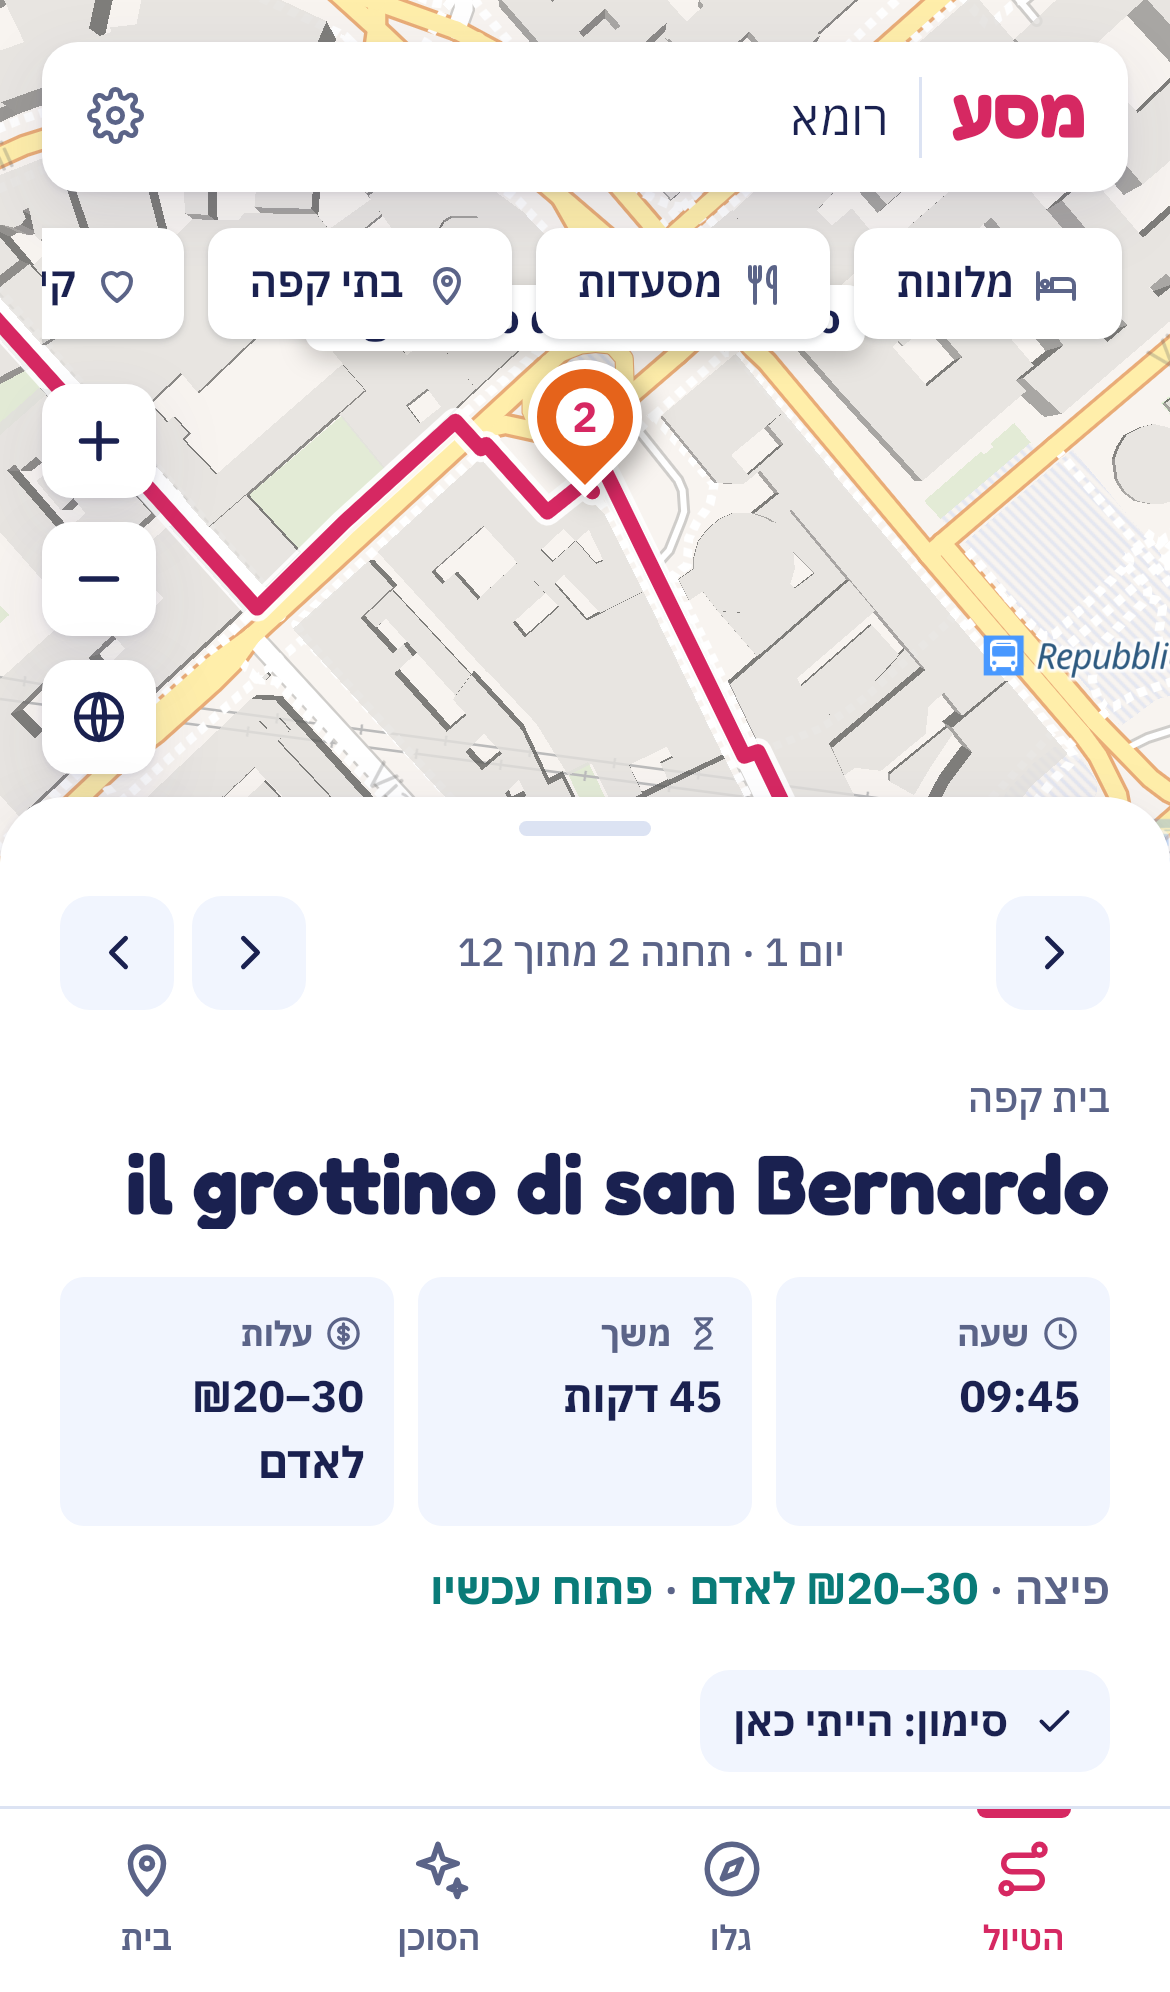 מסע
רומא
מלונות
מסעדות
בתי קפה
2
יום 1 · תחנה 2 מתוך 12
בית קפה
il grottino di san Bernardo
שעה
09:45
משך
45 דקות
עלות
₪20–30
לאדם
פיצה · ₪20–30 לאדם · פתוח עכשיו
סימון: הייתי כאן
הטיול
גלו
הסוכן
בית